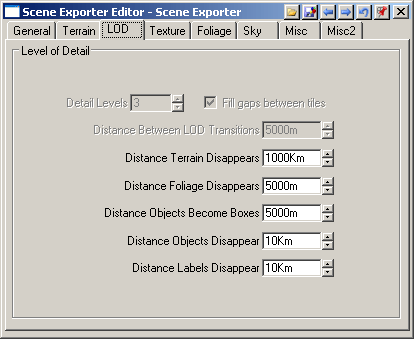 Scene Exporter Editor - Scene Exporter
General Terrain LOD Texture Foliage Sky Misc Misc2
Level of Detail
Detail Levels 3 Fill gaps between tiles
Distance Between LOD Transitions 5000m
Distance Terrain Disappears 1000Km
Distance Foliage Disappears 5000m
Distance Objects Become Boxes 5000m
Distance Objects Disappear 10Km
Distance Labels Disappear 10Km